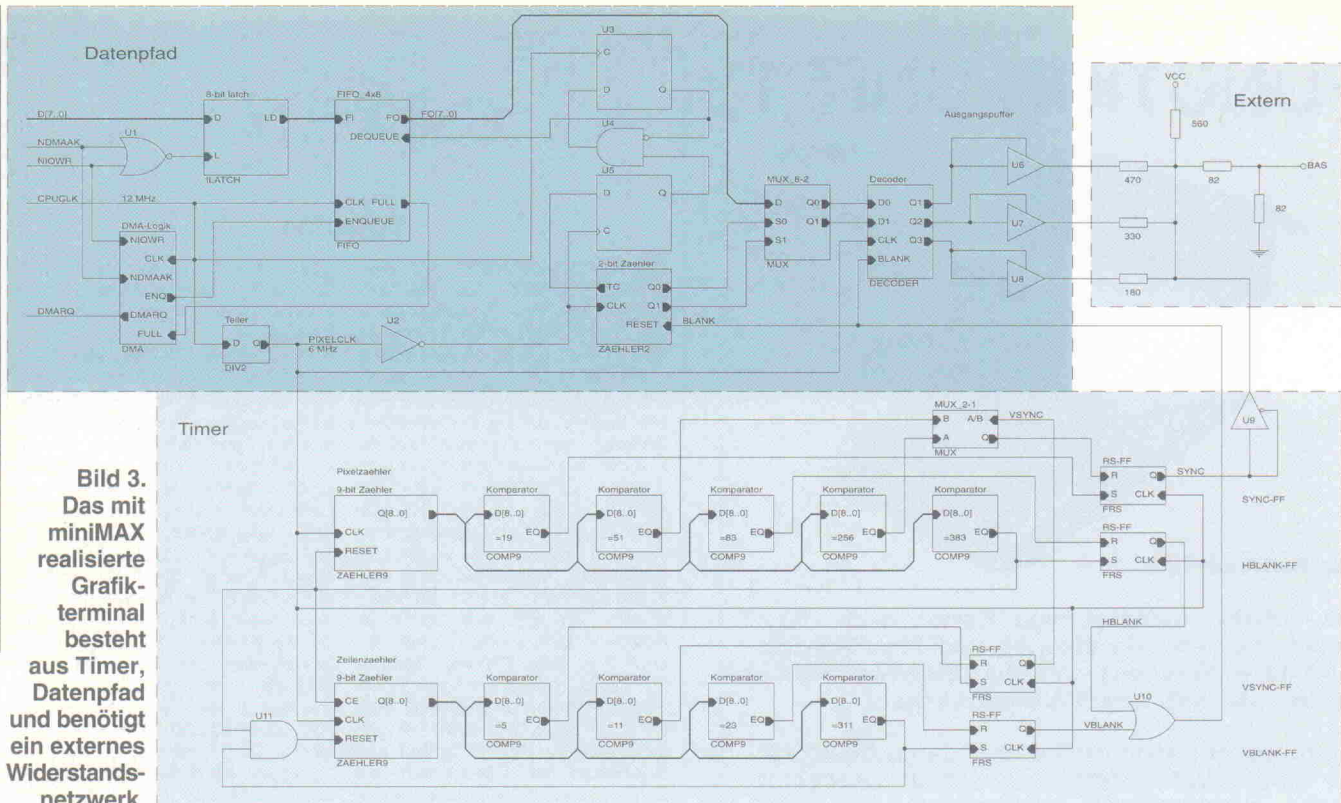 Datenpfad
D[7..0]
NDMAAK
NIOWR
CPUCLK
12 MHz
DMARQ
U1
8-bit latch
D
LD
L
ILATCH
FIFO_4x8
FI
FO
DEQUEUE
CLK
FULL
ENQUEUE
FIFO
FO[7..0]
DMA-Logik
NIOWR
CLK
NDMAAK
ENQ
DMARQ
FULL
DMA
Teiler
D
Q
DIV2
PIXELCLK
6 MHz
U2
U3
C
D
Q
U4
U5
D
Q
C
2-bit Zaehler
TC
Q0
CLK
Q1
RESET
ZAEHLER2
BLANK
MUX_8-2
D
Q0
S0
Q1
S1
MUX
Decoder
D0
Q1
D1
Q2
CLK
Q3
BLANK
DECODER
Ausgangspuffer
U6
U7
U8
Extern
VCC
560
470
82
BAS
330
82
180
Timer
Pixelzaehler
9-bit Zaehler
Q[8..0]
CLK
RESET
ZAEHLER9
Komparator
D[8..0]
EQ
=19
COMP9
Komparator
D[8..0]
EQ
=51
COMP9
Komparator
D[8..0]
EQ
=83
COMP9
Komparator
D[8..0]
EQ
=256
COMP9
Komparator
D[8..0]
EQ
=383
COMP9
MUX_2-1
B
A/B
A
Q
MUX
VSYNC
U9
RS-FF
R
Q
S
CLK
FRS
SYNC
SYNC-FF
RS-FF
R
Q
S
CLK
FRS
HBLANK-FF
HBLANK
Zeilenzaehler
9-bit Zaehler
CE
Q[8..0]
CLK
RESET
ZAEHLER9
U11
Komparator
D[8..0]
EQ
=5
COMP9
Komparator
D[8..0]
EQ
=11
COMP9
Komparator
D[8..0]
EQ
=23
COMP9
Komparator
D[8..0]
EQ
=311
COMP9
RS-FF
R
Q
S
CLK
FRS
VSYNC-FF
RS-FF
R
Q
S
CLK
FRS
VBLANK
U10
VBLANK-FF
Bild 3.
Das mit
miniMAX
realisierte
Grafik-
terminal
besteht
aus Timer,
Datenpfad
und benötigt
ein externes
Widerstands-
netzwerk.